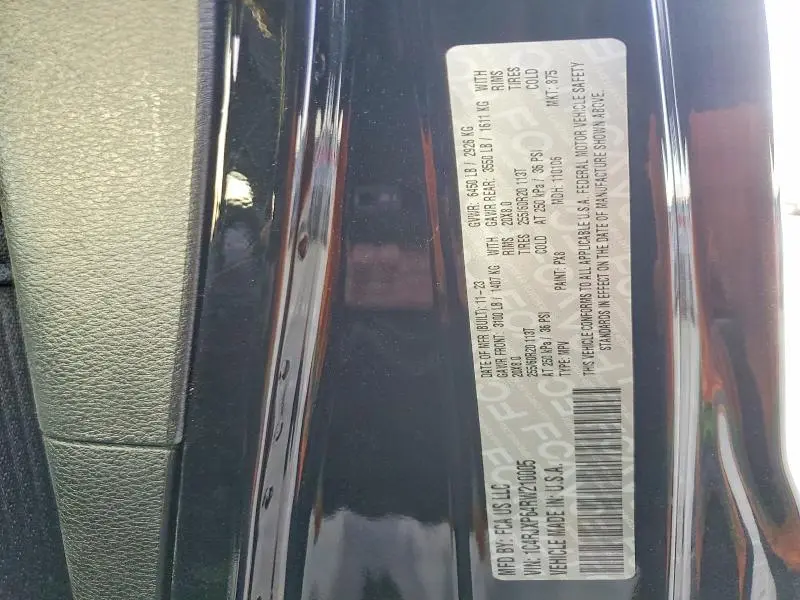 MFD BY: FCA US LLC
DATE OF MFR (BUILT): 11-23
GVWR: 6450 LB / 2926 KG
GAWR FRONT: 3100 LB / 1407 KG WITH
GAWR REAR: 3550 LB / 1611 KG WITH
20X8.0 RIMS
20X8.0 RIMS
255/60R20 113T TIRES
255/60R20 113T TIRES
AT 250 kPa / 36 PSI COLD
AT 250 kPa / 36 PSI COLD
VIN: 1C4RJXP64RW210005
TYPE: MPV PAINT: PX8 MDH: 110106 MKT: 875
VEHICLE MADE IN: U.S.A.
THIS VEHICLE CONFORMS TO ALL APPLICABLE U.S.A. FEDERAL MOTOR VEHICLE SAFETY
STANDARDS IN EFFECT ON THE DATE OF MANUFACTURE SHOWN ABOVE.